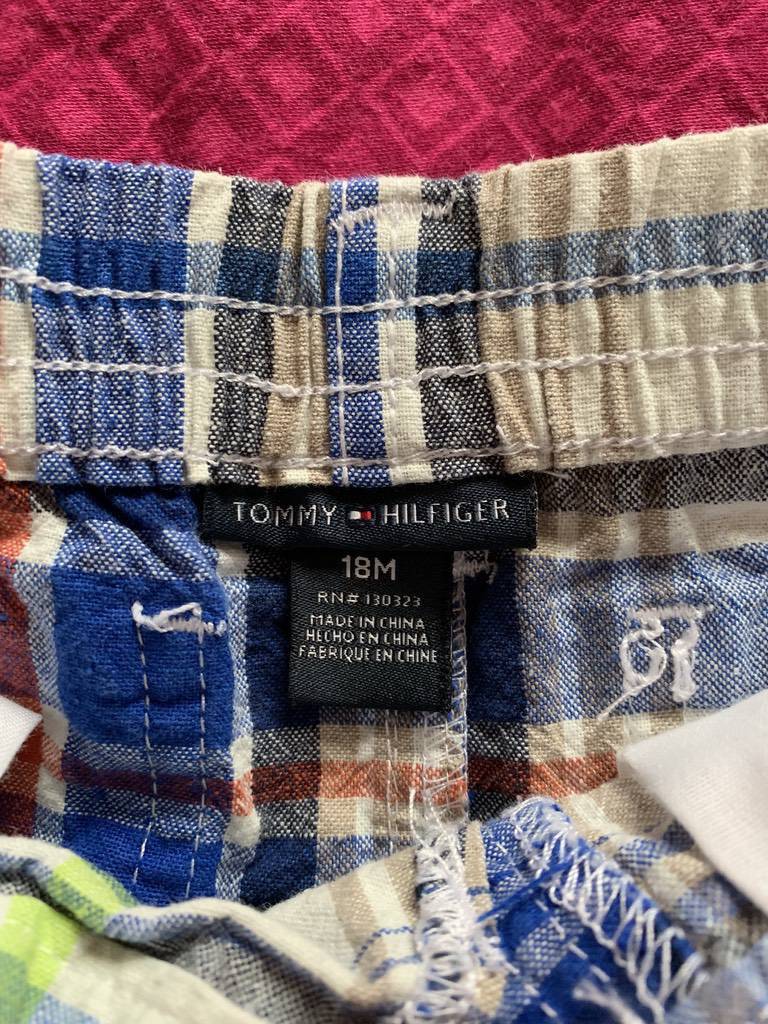 TOMMY HILFIGER
18M
RN# 130323
MADE IN CHINA
HECHO EN CHINA
FABRIQUE EN CHINE